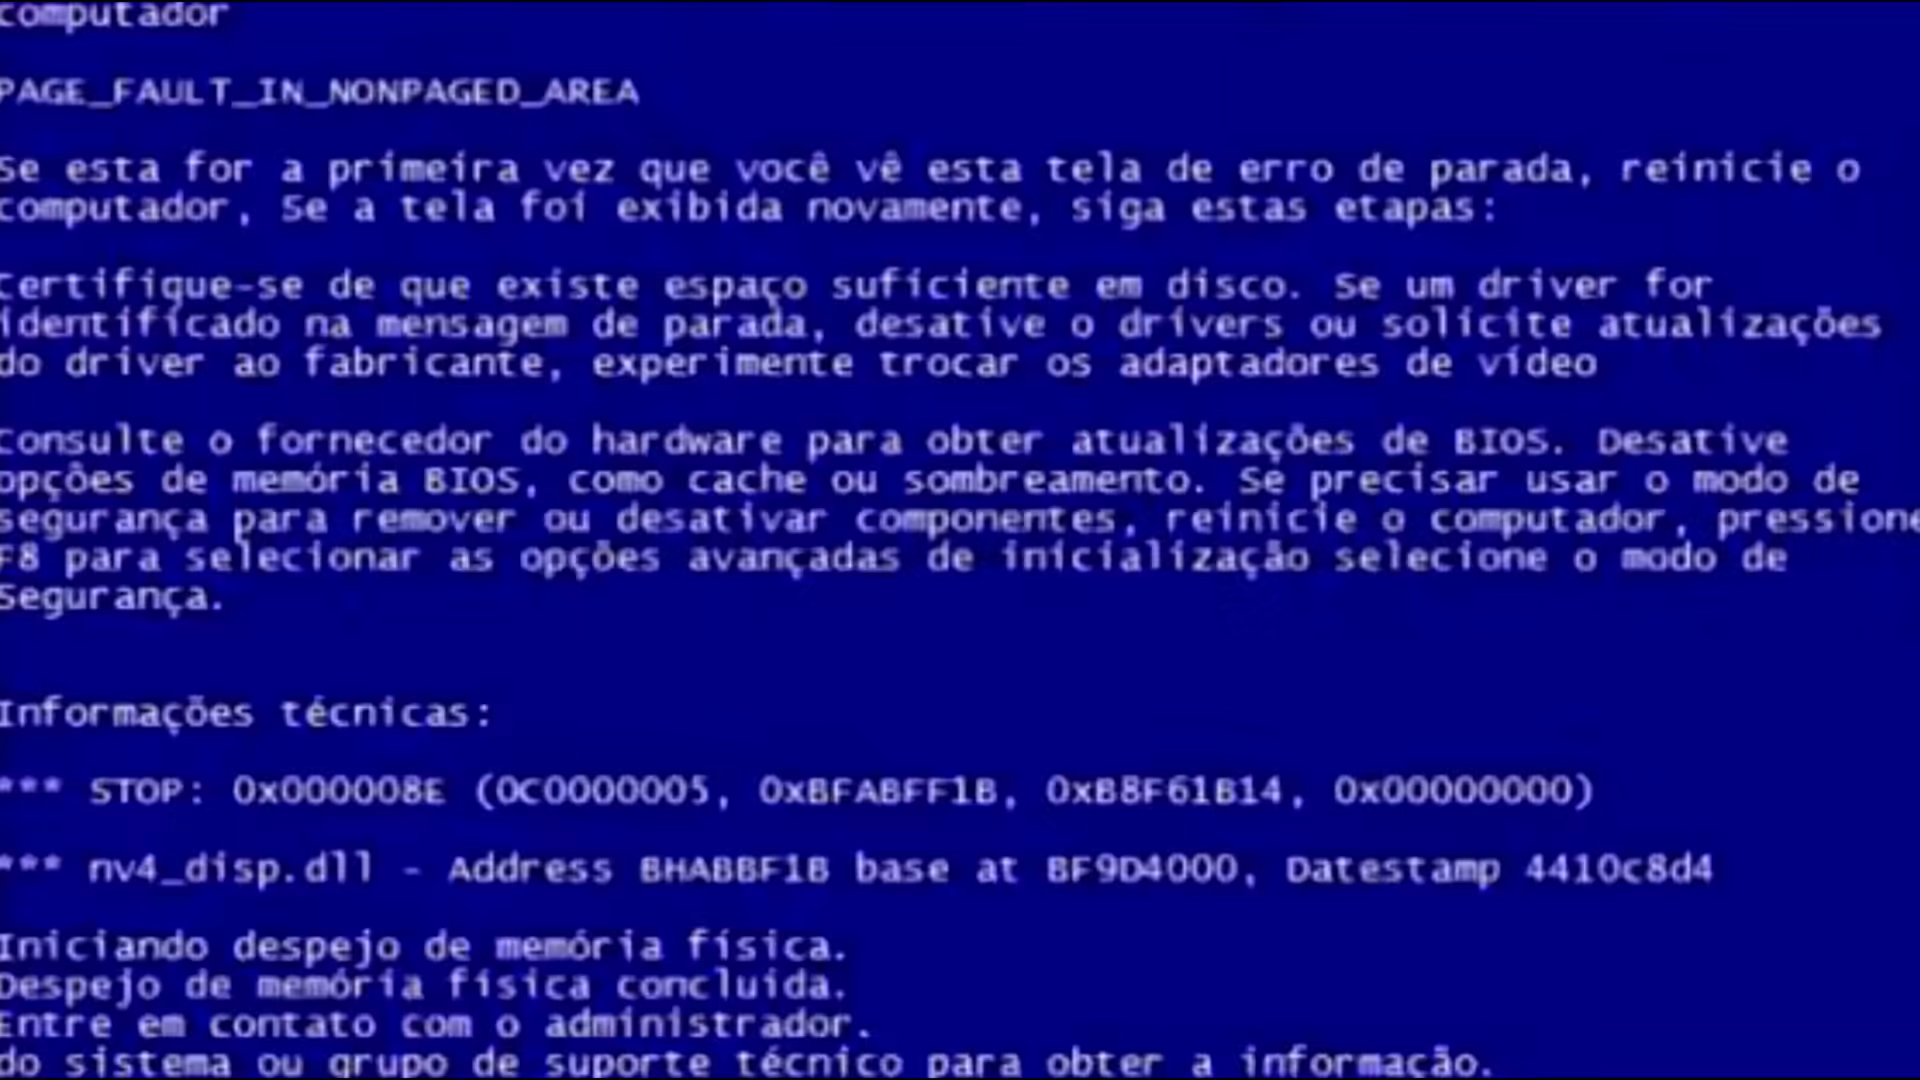 computador
PAGE_FAULT_IN_NONPAGED_AREA
Se esta for a primeira vez que você vê esta tela de erro de parada, reinicie o
computador, Se a tela foi exibida novamente, siga estas etapas:
Certifique-se de que existe espaço suficiente em disco. Se um driver for
identificado na mensagem de parada, desative o drivers ou solicite atualizações
do driver ao fabricante, experimente trocar os adaptadores de vídeo
Consulte o fornecedor do hardware para obter atualizações de BIOS. Desative
opções de memória BIOS, como cache ou sombreamento. Se precisar usar o modo de
segurança para remover ou desativar componentes, reinicie o computador, pressione
F8 para selecionar as opções avançadas de inicialização selecione o modo de
Segurança.
Informações técnicas:
*** STOP: 0x000008E (0C0000005, 0xBFABFF1B, 0xB8F61B14, 0x00000000)
*** nv4_disp.dll - Address BHABBF1B base at BF9D4000, Datestamp 4410c8d4
Iniciando despejo de memória física.
Despejo de memória física concluida.
Entre em contato com o administrador.
do sistema ou grupo de suporte técnico para obter a informação.